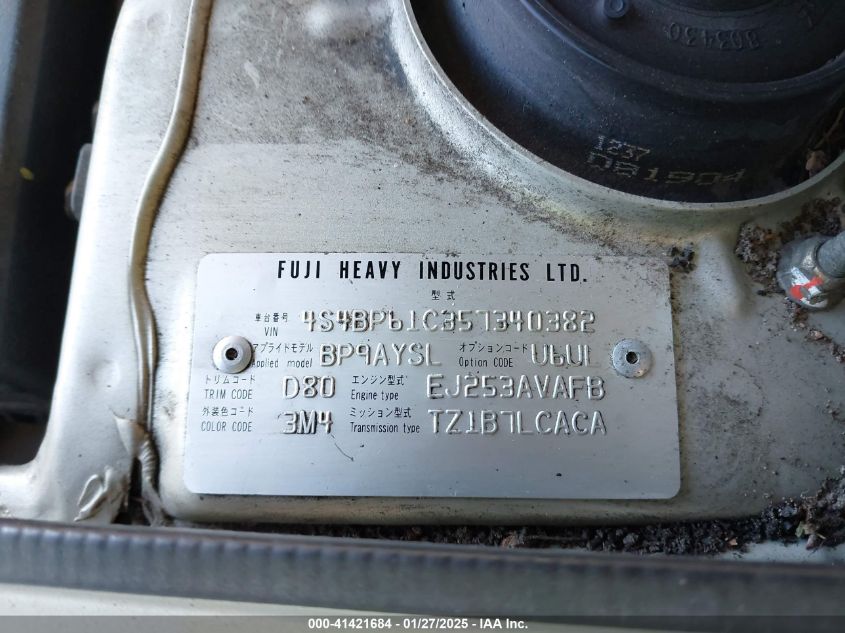 803430
1237
D81904
FUJI HEAVY INDUSTRIES LTD.
型式
車台番号 VIN 4S4BP61C357340382
アプライドモデル Applied model BP9AYSL オプションコード Option CODE U6UL
トリムコード TRIM CODE D80 エンジン型式 Engine type EJ253AVAFB
外装色コード COLOR CODE 3M4 ミッション型式 Transmission type TZ1B7LCACA
000-41421684 - 01/27/2025 - IAA Inc.